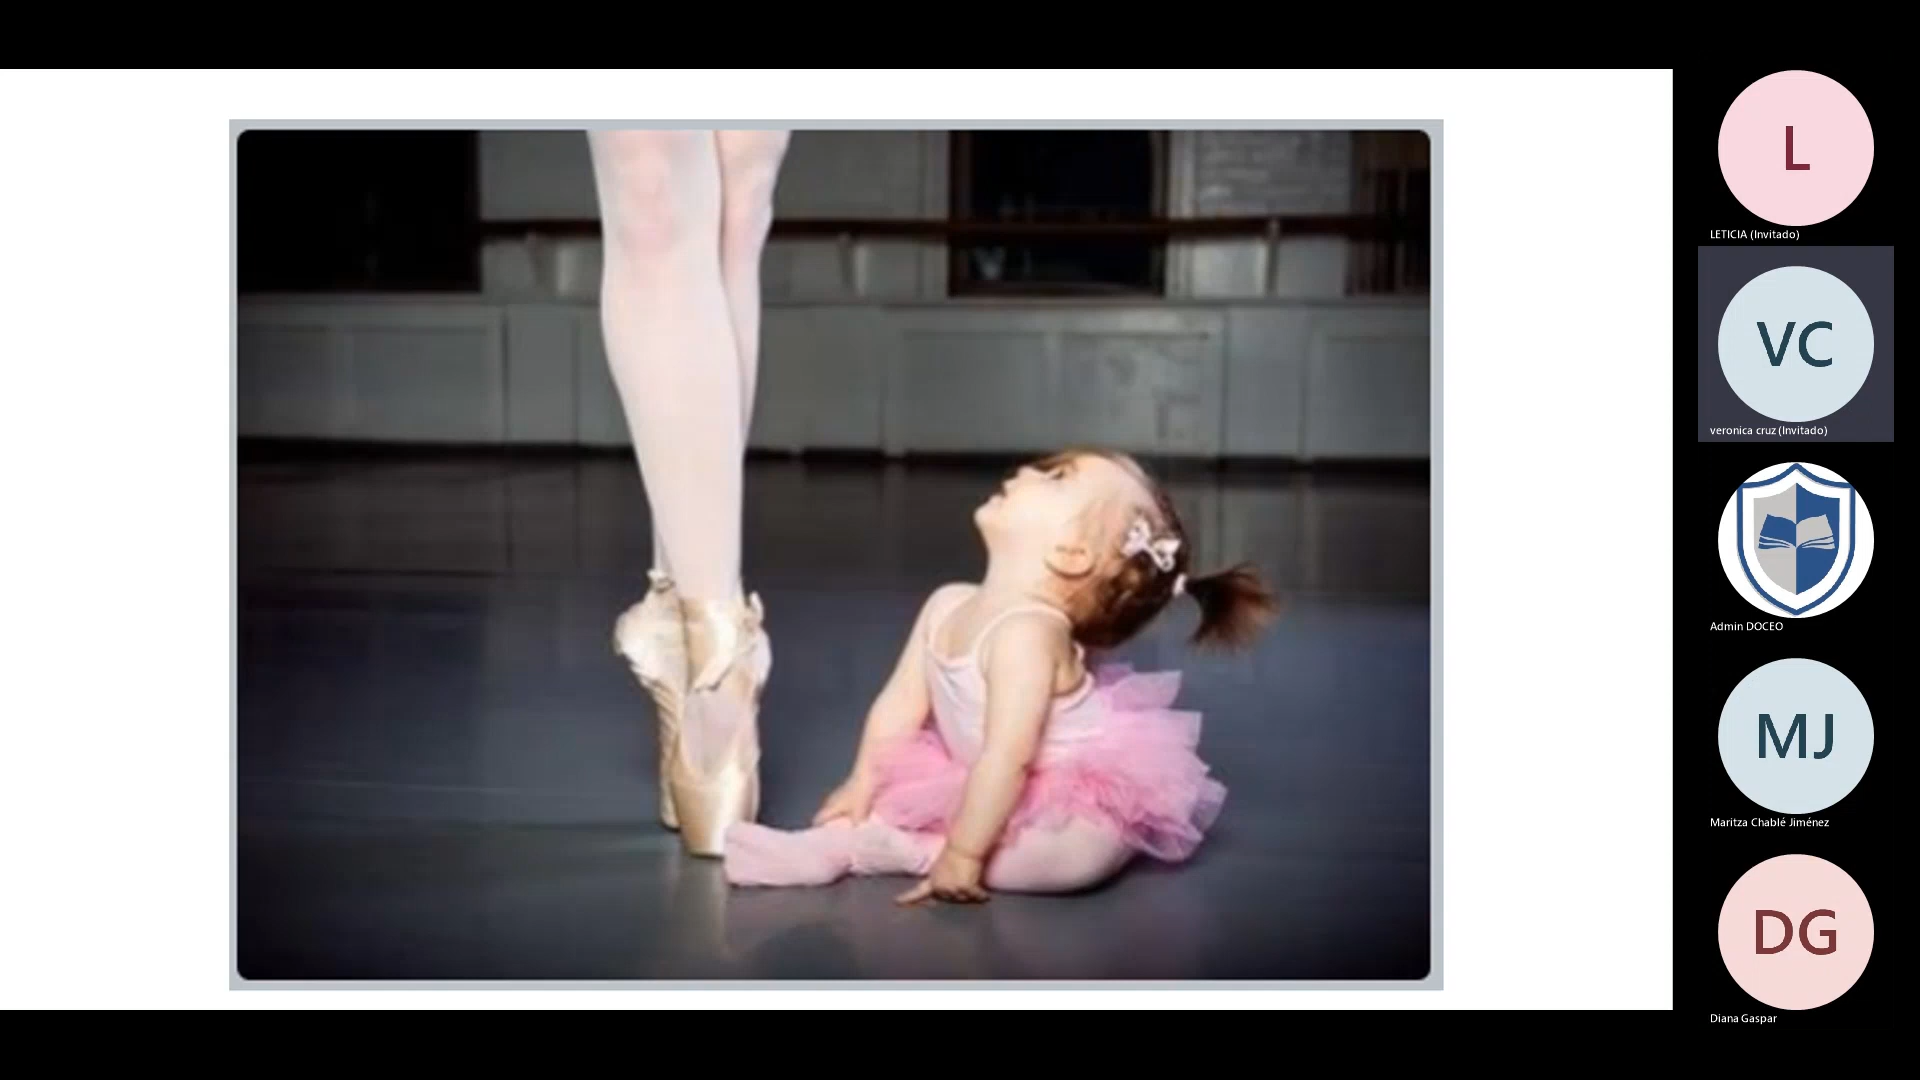 L
LETICIA (Invitado)
VC
veronica cruz (Invitado)
Admin DOCEO
MJ
Maritza Chablé Jiménez
DG
Diana Gaspar